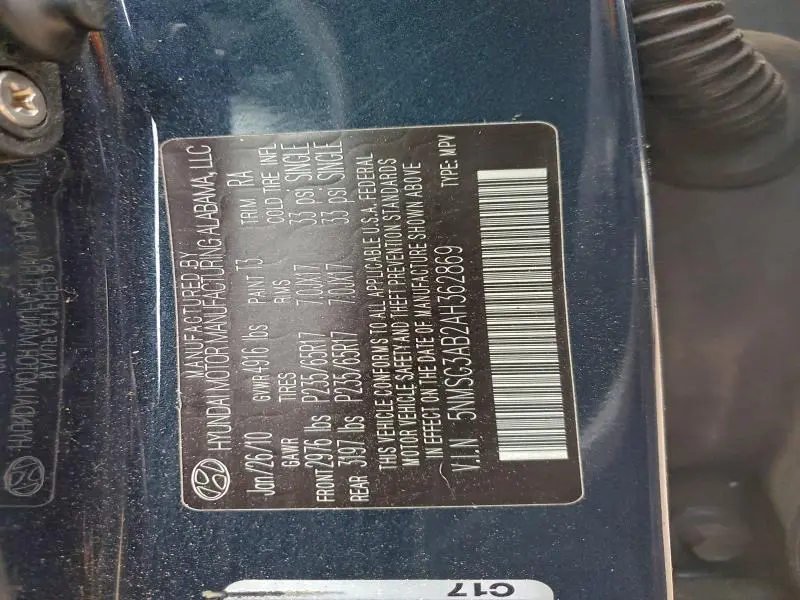 MANUFACTURED BY
HYUNDAI MOTOR MANUFACTURING ALABAMA, LLC
Jan/26/10 GVWR 4916 lbs PAINT T3 TRIM RA
GAWR TIRES RMS COLD TIRE INFL
FRONT 2976 lbs P235/65R17 7.0JX17 33 psi SINGLE
REAR 3197 lbs P235/65R17 7.0JX17 33 psi SINGLE
THIS VEHICLE CONFORMS TO ALL APPLICABLE U.S.A. FEDERAL
MOTOR VEHICLE SAFETY AND THEFT PREVENTION STANDARDS
IN EFFECT ON THE DATE OF MANUFACTURE SHOWN ABOVE
V.I.N 5NMSG3AB2AH362869 TYPE: MPV
C17